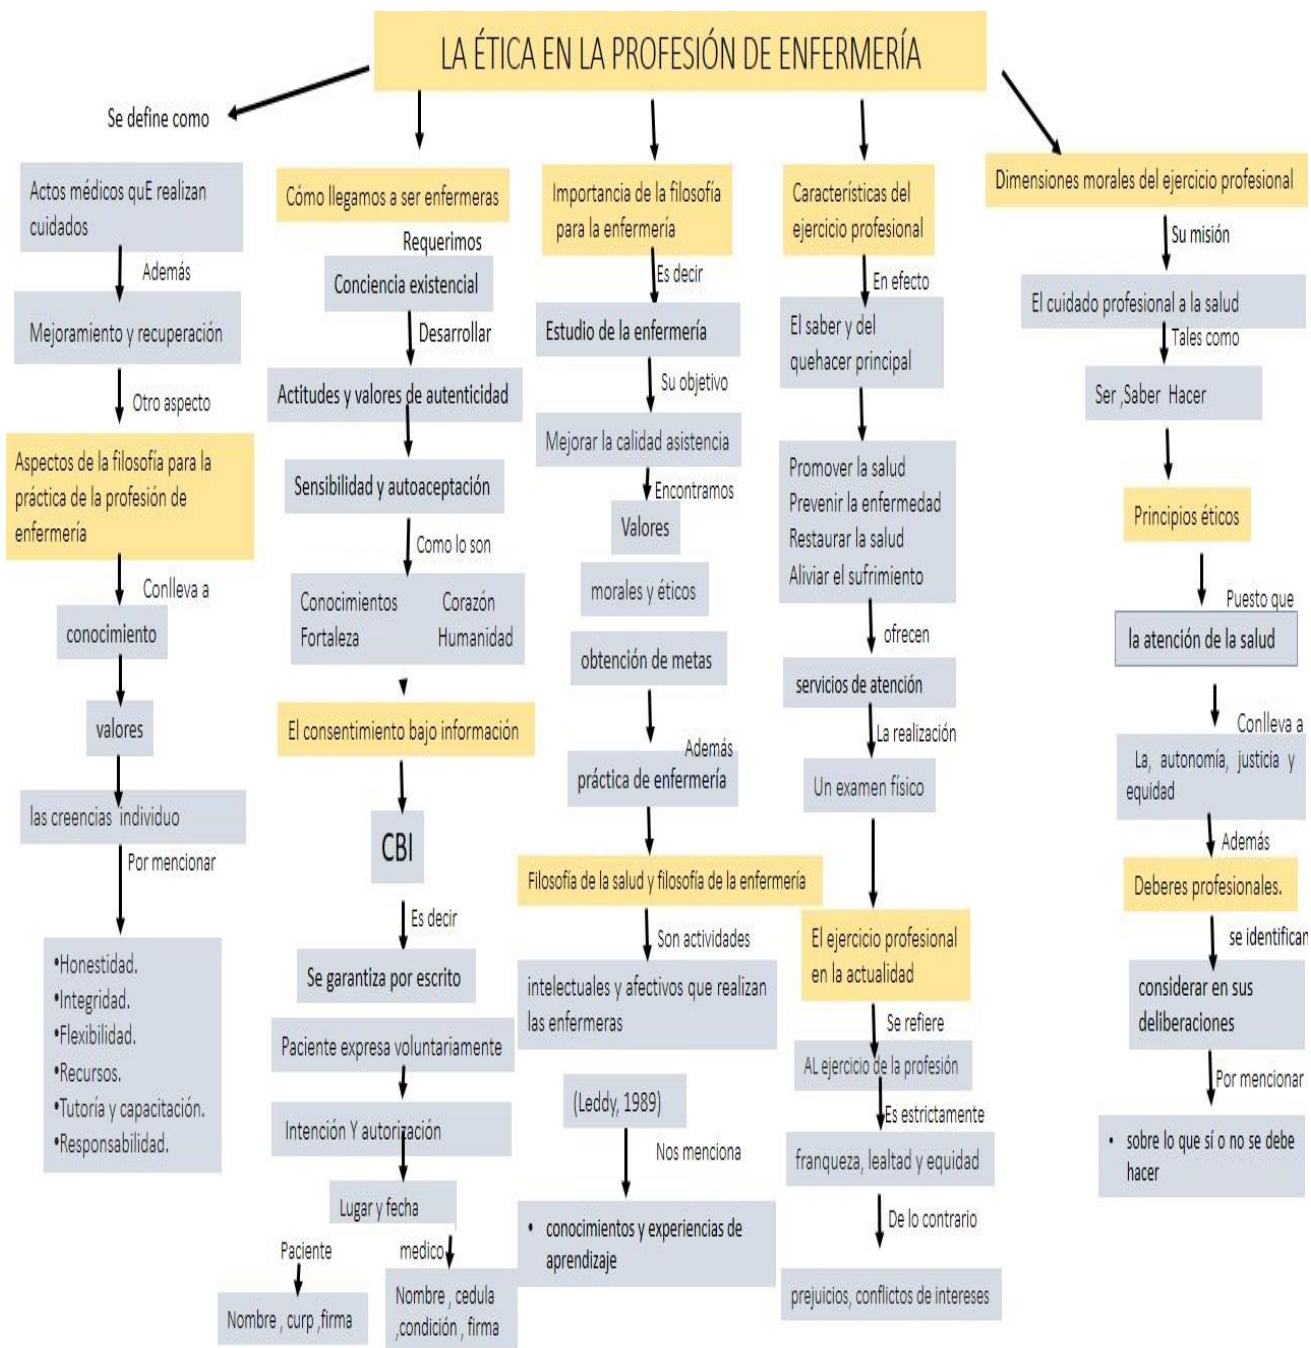 LA ÉTICA EN LA PROFESIÓN DE ENFERMERÍA
Se define como
Actos médicos quE realizan
cuidados
Además
Mejoramiento y recuperación
Otro aspecto
Aspectos de la filosofía para la
práctica de la profesión de
enfermería
Conlleva a
conocimiento
valores
las creencias individuo
Por mencionar
•Honestidad.
•Integridad.
•Flexibilidad.
•Recursos.
•Tutoría y capacitación.
•Responsabilidad.
Cómo llegamos a ser enfermeras
Requerimos
Conciencia existencial
Desarrollar
Actitudes y valores de autenticidad
Sensibilidad y autoaceptación
Como lo son
Conocimientos Corazón
Fortaleza Humanidad
El consentimiento bajo información
CBI
Es decir
Se garantiza por escrito
Paciente expresa voluntariamente
Intención Y autorización
Lugar y fecha
Paciente
Nombre , curp ,firma
medico
Nombre , cedula
,condición , firma
Importancia de la filosofía
para la enfermería
Es decir
Estudio de la enfermería
Su objetivo
Mejorar la calidad asistencia
Encontramos
Valores
morales y éticos
obtención de metas
Además
práctica de enfermería
Filosofía de la salud y filosofía de la enfermería
Son actividades
intelectuales y afectivos que realizan
las enfermeras
(Leddy, 1989)
Nos menciona
• conocimientos y experiencias de
aprendizaje
Características del
ejercicio profesional
En efecto
El saber y del
quehacer principal
Promover la salud
Prevenir la enfermedad
Restaurar la salud
Aliviar el sufrimiento
ofrecen
servicios de atención
La realización
Un examen físico
El ejercicio profesional
en la actualidad
Se refiere
AL ejercicio de la profesión
Es estrictamente
franqueza, lealtad y equidad
De lo contrario
prejuicios, conflictos de intereses
Dimensiones morales del ejercicio profesional
Su misión
El cuidado profesional a la salud
Tales como
Ser ,Saber Hacer
Principios éticos
Puesto que
la atención de la salud
Conlleva a
La, autonomía, justicia y
equidad
Además
Deberes profesionales.
se identifican
considerar en sus
deliberaciones
Por mencionar
• sobre lo que sí o no se debe
hacer